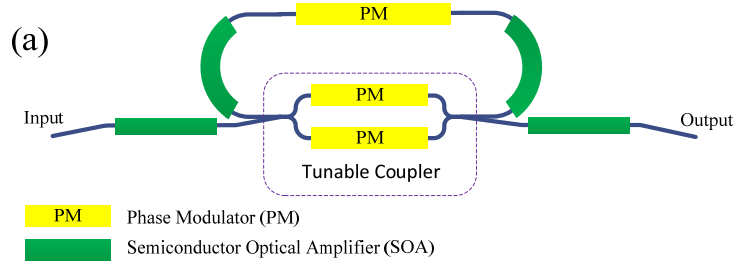 PM
(a)
PM
Input
Output
PM
Tunable Coupler
PM Phase Modulator (PM)
Semiconductor Optical Amplifier (SOA)